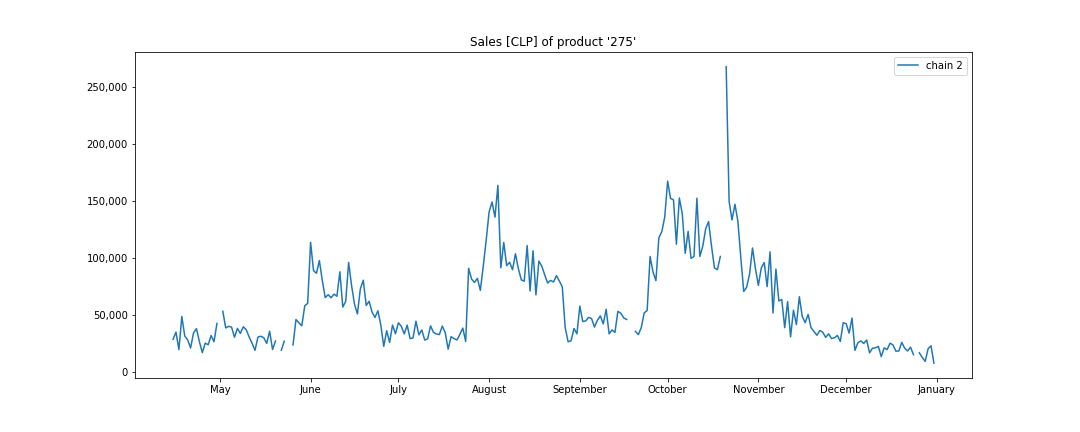 Sales [CLP] of product '275'
chain 2
250,000
200,000
150,000
100,000
50,000
0
May June July August September October November December January